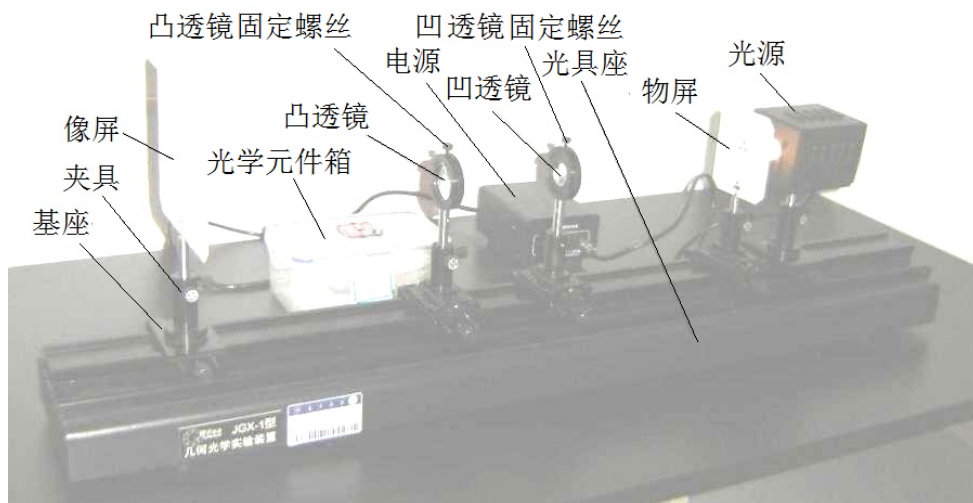 凸透镜固定螺丝
凹透镜固定螺丝
电源
光具座
光源
凹透镜
物屏
凸透镜
像屏
光学元件箱
夹具
基座
JGX-1型
几何光学实验装置